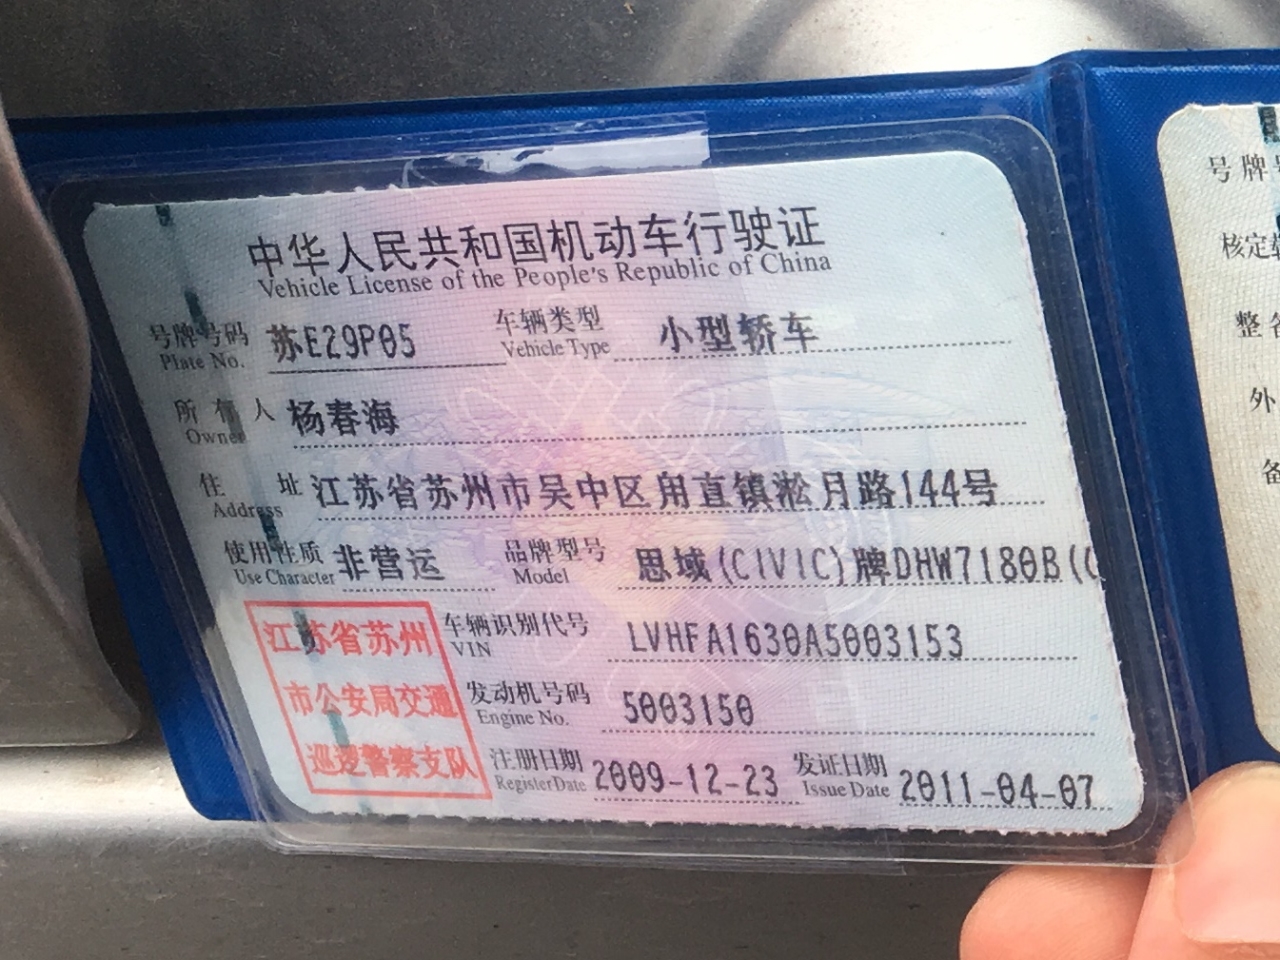 中华人民共和国机动车行驶证
Vehicle License of the People's Republic of China
号牌号码 苏E29P05 车辆类型 小型轿车
Plate No. Vehicle Type
所有人 杨春海
Owner
住址 江苏省苏州市吴中区甪直镇淞月路144号
Address
使用性质 非营运 品牌型号 思域(CIVIC)牌DHW7180B(C
Use Character Model
车辆识别代号 LVHFA1630A5003153
VIN
发动机号码 5003150
Engine No.
注册日期 2009-12-23 发证日期 2011-04-07
Register Date Issue Date
江苏省苏州
市公安局交通
巡逻警察支队
号牌号
核定载
整备
外
备